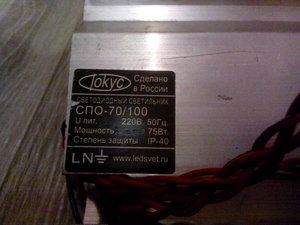 Фокус
Сделано
в России
СВЕТОДИОДНЫЙ СВЕТИЛЬНИК
СПО-70/100
U пит. 220В, 50Гц.
Мощность 75Вт.
Степень защиты IP-40
LN www.ledsvet.ru